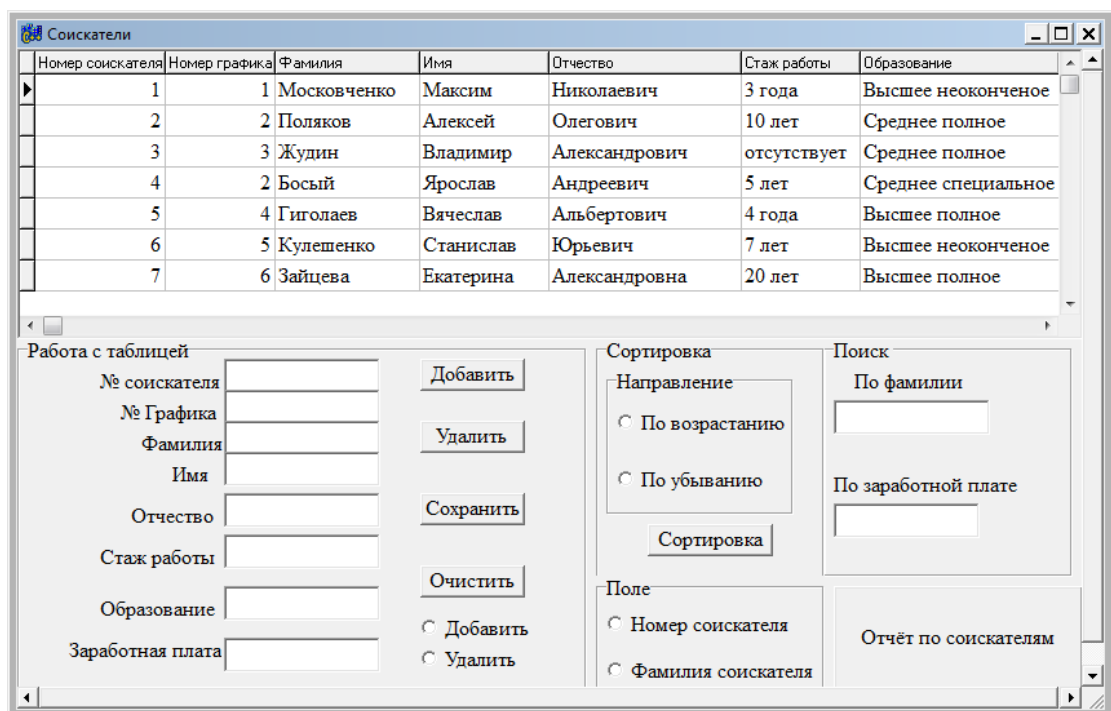 Соискатели
Номер соискателя Номер графика Фамилия Имя Отчество Стаж работы Образование
1 1 Московченко Максим Николаевич 3 года Высшее неоконченое
2 2 Поляков Алексей Олегович 10 лет Среднее полное
3 3 Жудин Владимир Александрович отсутствует Среднее полное
4 2 Босый Ярослав Андреевич 5 лет Среднее специальное
5 4 Гиголаев Вячеслав Альбертович 4 года Высшее полное
6 5 Кулешенко Станислав Юрьевич 7 лет Высшее неоконченое
7 6 Зайцева Екатерина Александровна 20 лет Высшее полное
Работа с таблицей
№ соискателя
№ Графика
Фамилия
Имя
Отчество
Стаж работы
Образование
Заработная плата
Добавить
Удалить
Сохранить
Очистить
Добавить
Удалить
Сортировка
Направление
По возрастанию
По убыванию
Сортировка
Поле
Номер соискателя
Фамилия соискателя
Поиск
По фамилии
По заработной плате
Отчёт по соискателям